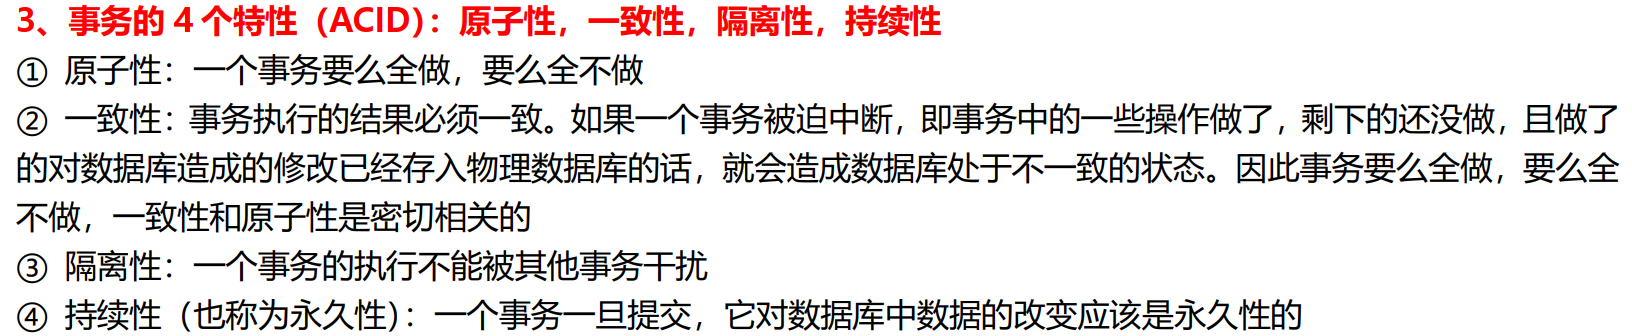 3、事务的 4 个特性（ACID）：原子性，一致性，隔离性，持续性
① 原子性：一个事务要么全做，要么全不做
② 一致性：事务执行的结果必须一致。如果一个事务被迫中断，即事务中的一些操作做了，剩下的还没做，且做了
的对数据库造成的修改已经存入物理数据库的话，就会造成数据库处于不一致的状态。因此事务要么全做，要么全
不做，一致性和原子性是密切相关的
③ 隔离性：一个事务的执行不能被其他事务干扰
④ 持续性（也称为永久性）：一个事务一旦提交，它对数据库中数据的改变应该是永久性的